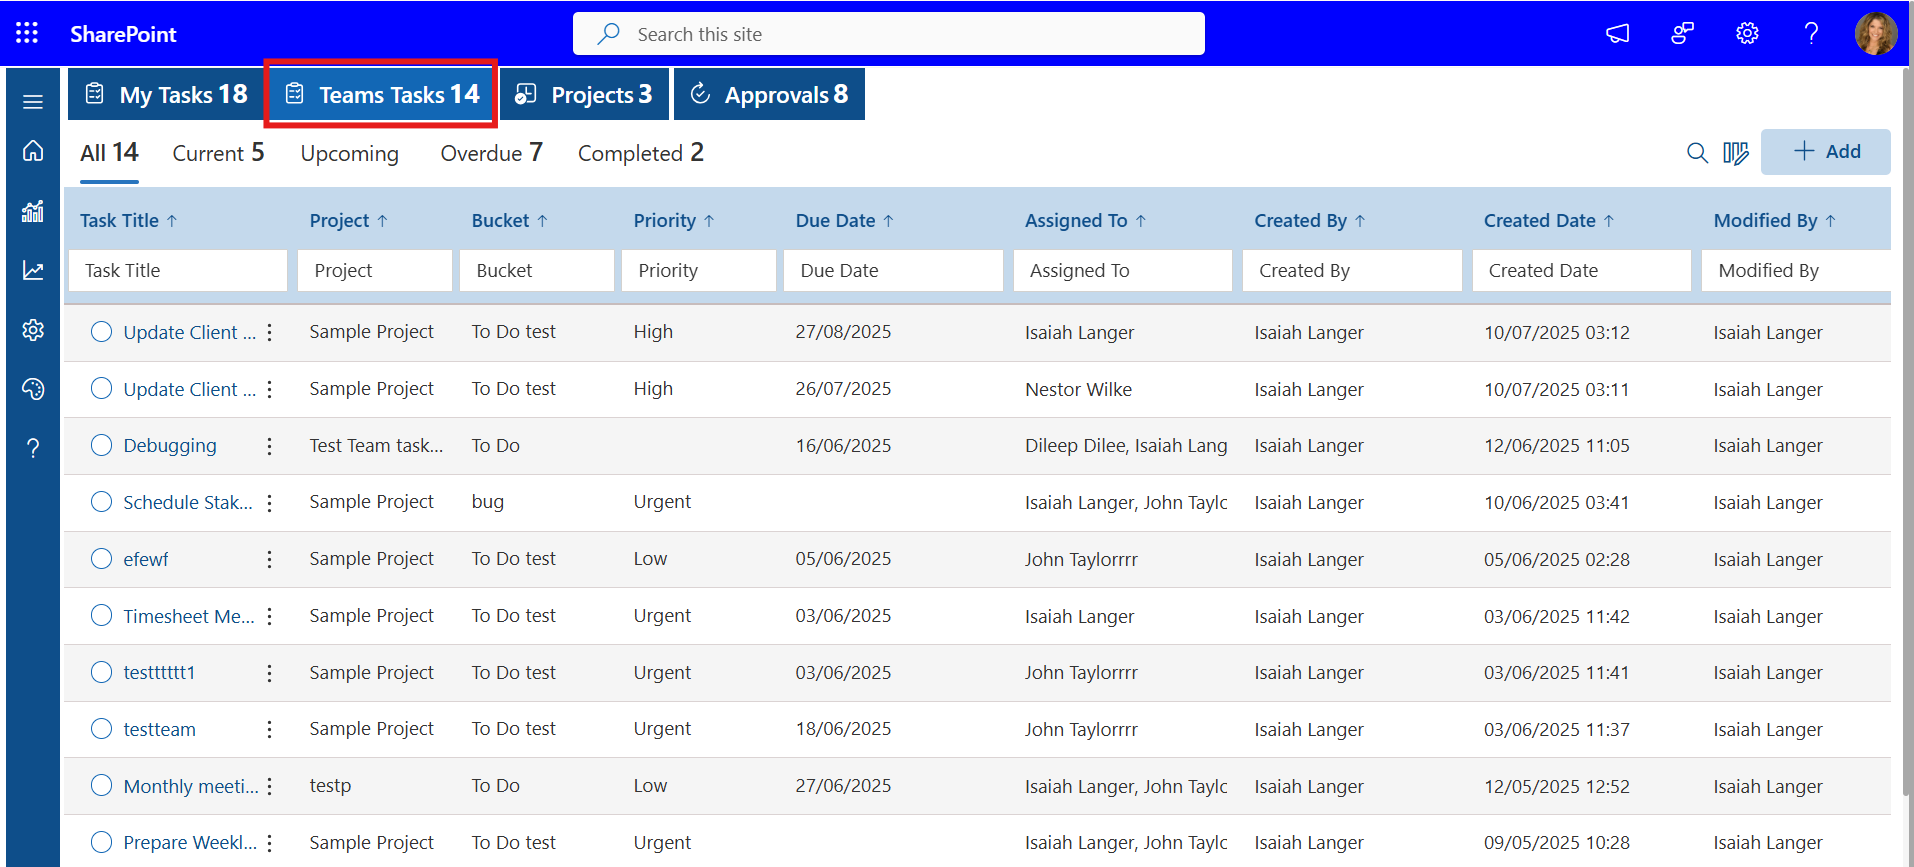 SharePoint
Search this site
My Tasks 18
Teams Tasks 14
Projects 3
Approvals 8
All 14
Current 5
Upcoming
Overdue 7
Completed 2
Add
Task Title ↑ Project ↑ Bucket ↑ Priority ↑ Due Date ↑ Assigned To ↑ Created By ↑ Created Date ↑ Modified By ↑
Task Title Project Bucket Priority Due Date Assigned To Created By Created Date Modified By
Update Client ... Sample Project To Do test High 27/08/2025 Isaiah Langer Isaiah Langer 10/07/2025 03:12 Isaiah Langer
Update Client ... Sample Project To Do test High 26/07/2025 Nestor Wilke Isaiah Langer 10/07/2025 03:11 Isaiah Langer
Debugging Test Team task... To Do 16/06/2025 Dileep Dilee, Isaiah Lang Isaiah Langer 12/06/2025 11:05 Isaiah Langer
Schedule Stak... Sample Project bug Urgent Isaiah Langer, John Taylc Isaiah Langer 10/06/2025 03:41 Isaiah Langer
efewf Sample Project To Do test Low 05/06/2025 John Taylorrrr Isaiah Langer 05/06/2025 02:28 Isaiah Langer
Timesheet Me... Sample Project To Do test Urgent 03/06/2025 Isaiah Langer Isaiah Langer 03/06/2025 11:42 Isaiah Langer
testttttt1 Sample Project To Do test Urgent 03/06/2025 John Taylorrrr Isaiah Langer 03/06/2025 11:41 Isaiah Langer
testteam Sample Project To Do test Urgent 18/06/2025 John Taylorrrr Isaiah Langer 03/06/2025 11:37 Isaiah Langer
Monthly meeti... testp To Do Low 27/06/2025 Isaiah Langer, John Taylc Isaiah Langer 12/05/2025 12:52 Isaiah Langer
Prepare Weekl... Sample Project To Do test Urgent Isaiah Langer, John Taylc Isaiah Langer 09/05/2025 10:28 Isaiah Langer